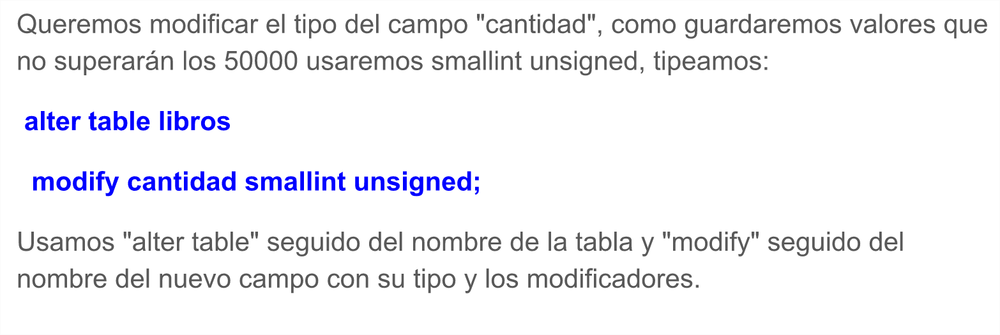 Queremos modificar el tipo del campo "cantidad", como guardaremos valores que
no superarán los 50000 usaremos smallint unsigned, tipeamos:
alter table libros
modify cantidad smallint unsigned;
Usamos "alter table" seguido del nombre de la tabla y "modify" seguido del
nombre del nuevo campo con su tipo y los modificadores.